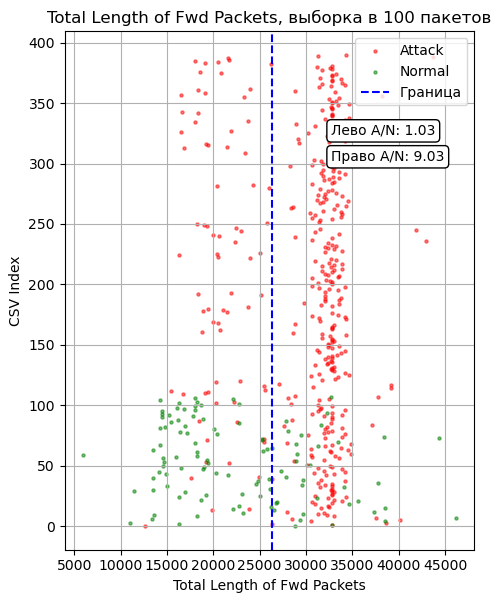 Total Length of Fwd Packets, выборка в 100 пакетов
Attack
Normal
Граница
Лево A/N: 1.03
Право A/N: 9.03
CSV Index
400
350
300
250
200
150
100
50
0
5000 10000 15000 20000 25000 30000 35000 40000 45000
Total Length of Fwd Packets